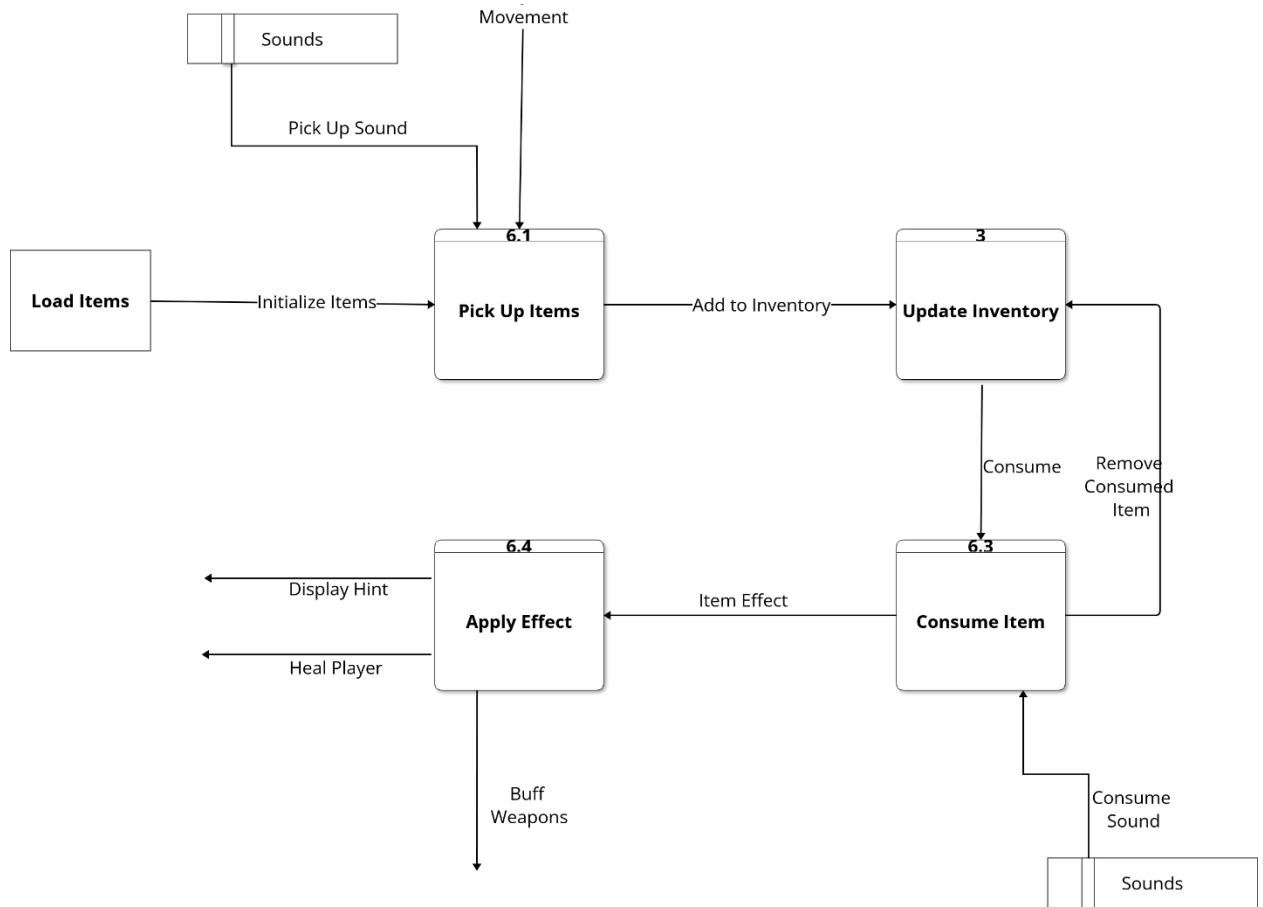 Movement
Sounds
Pick Up Sound
6.1
3
Load Items
Initialize Items
Pick Up Items
Add to Inventory
Update Inventory
Consume
Remove
Consumed
Item
6.4
6.3
Display Hint
Item Effect
Apply Effect
Consume Item
Heal Player
Buff
Weapons
Consume
Sound
Sounds